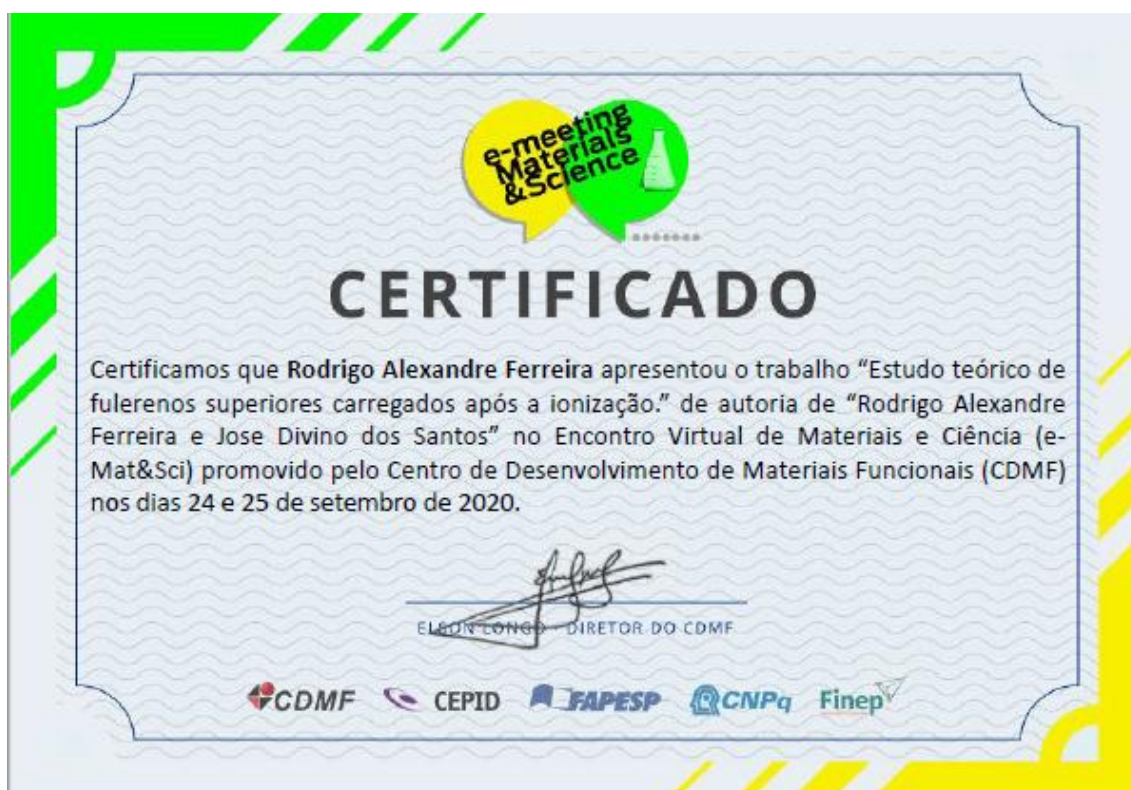 e-meeting
Materials
&Science
CERTIFICADO
Certificamos que Rodrigo Alexandre Ferreira apresentou o trabalho “Estudo teórico de
fulerenos superiores carregados após a ionização.” de autoria de “Rodrigo Alexandre
Ferreira e Jose Divino dos Santos” no Encontro Virtual de Materiais e Ciência (e-
Mat&Sci) promovido pelo Centro de Desenvolvimento de Materiais Funcionais (CDMF)
nos dias 24 e 25 de setembro de 2020.
ELSON LONGO - DIRETOR DO CDMF
CDMF CEPID FAPESP CNPq Finep